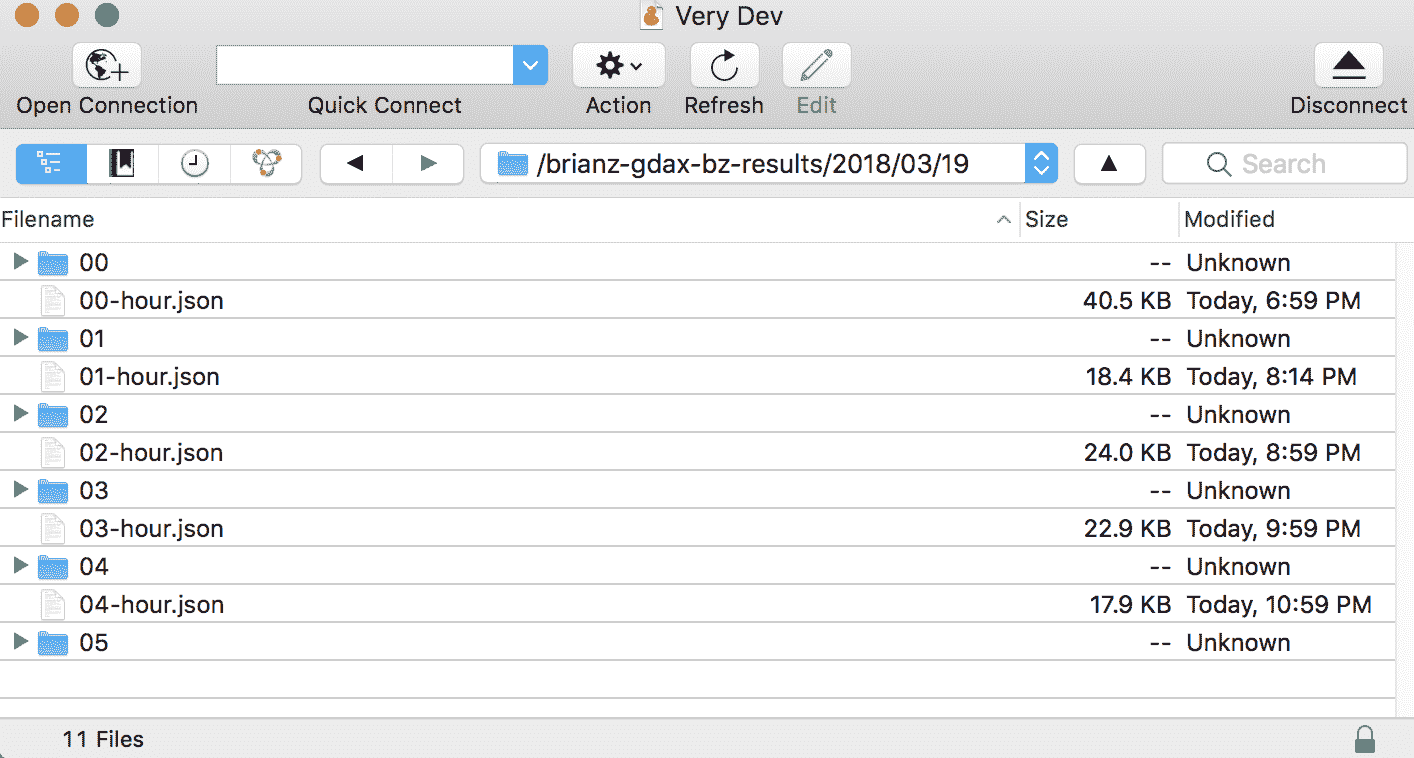 Very Dev
Open Connection Quick Connect Action Refresh Edit Disconnect
/brianz-gdax-bz-results/2018/03/19 Search
Filename Size Modified
00 -- Unknown
00-hour.json 40.5 KB Today, 6:59 PM
01 -- Unknown
01-hour.json 18.4 KB Today, 8:14 PM
02 -- Unknown
02-hour.json 24.0 KB Today, 8:59 PM
03 -- Unknown
03-hour.json 22.9 KB Today, 9:59 PM
04 -- Unknown
04-hour.json 17.9 KB Today, 10:59 PM
05 -- Unknown
11 Files